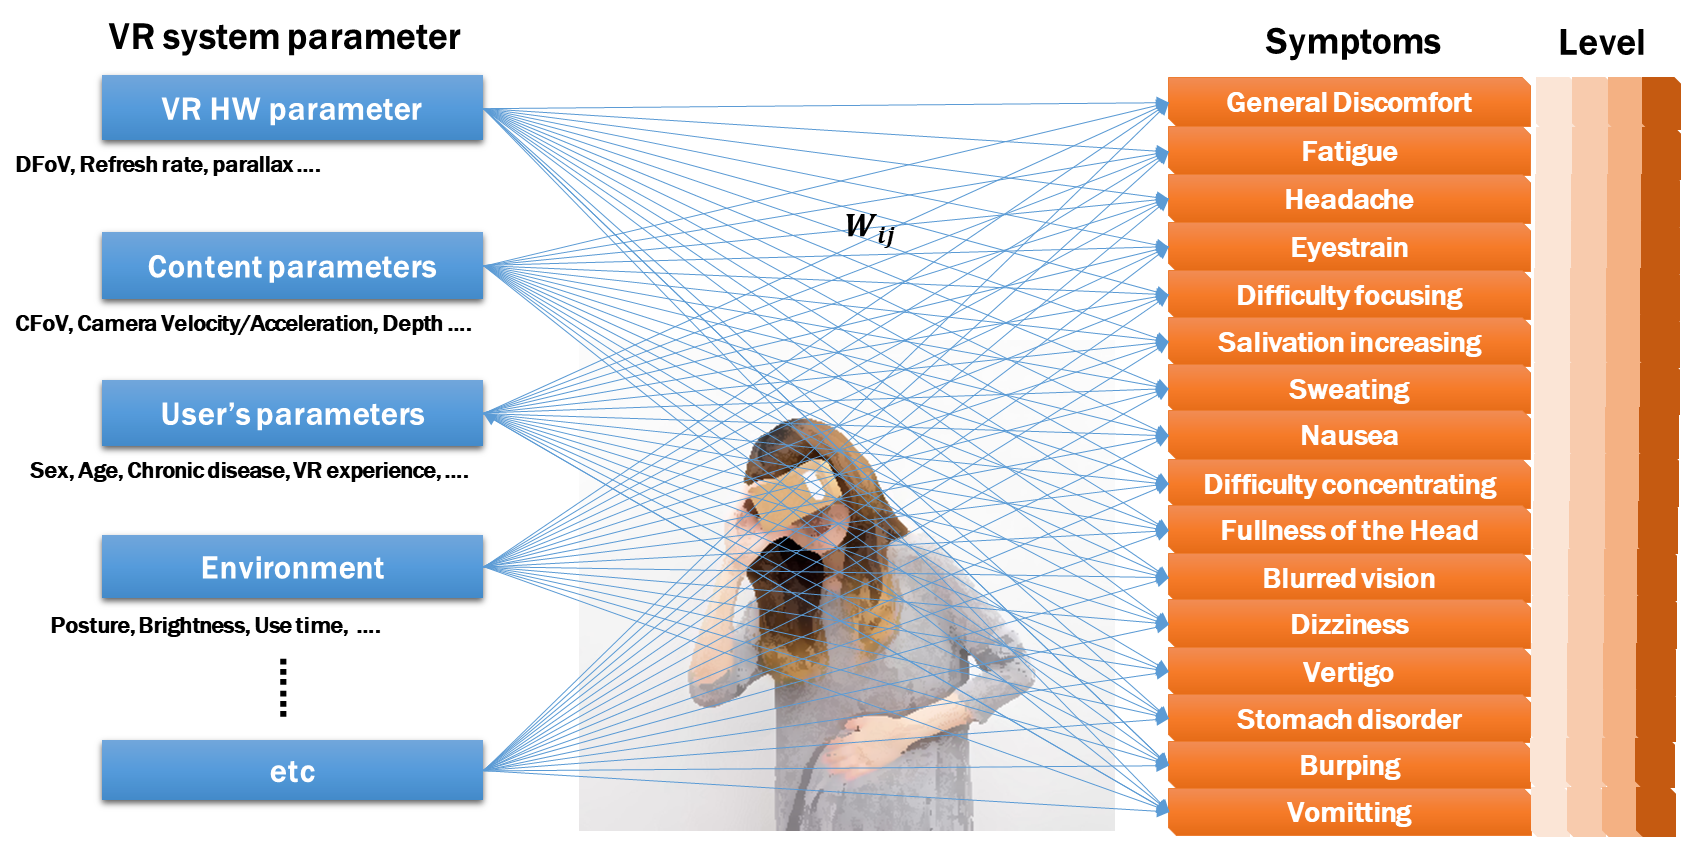 VR system parameter
VR HW parameter
DFoV, Refresh rate, parallax ....
Content parameters
CFoV, Camera Velocity/Acceleration, Depth ....
User's parameters
Sex, Age, Chronic disease, VR experience, ....
Environment
Posture, Brightness, Use time, ....
etc
W ij
Symptoms
Level
General Discomfort
Fatigue
Headache
Eyestrain
Difficulty focusing
Salivation increasing
Sweating
Nausea
Difficulty concentrating
Fullness of the Head
Blurred vision
Dizziness
Vertigo
Stomach disorder
Burping
Vomitting